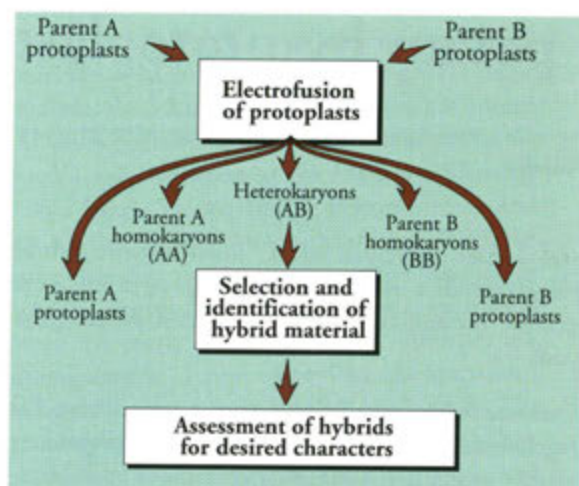 Parent A
protoplasts
Parent B
protoplasts
Electrofusion
of protoplasts
Heterokaryons
(AB)
Parent A
homokaryons
(AA)
Parent B
homokaryons
(BB)
Parent A
protoplasts
Selection and
identification of
hybrid material
Parent B
protoplasts
Assessment of hybrids
for desired characters